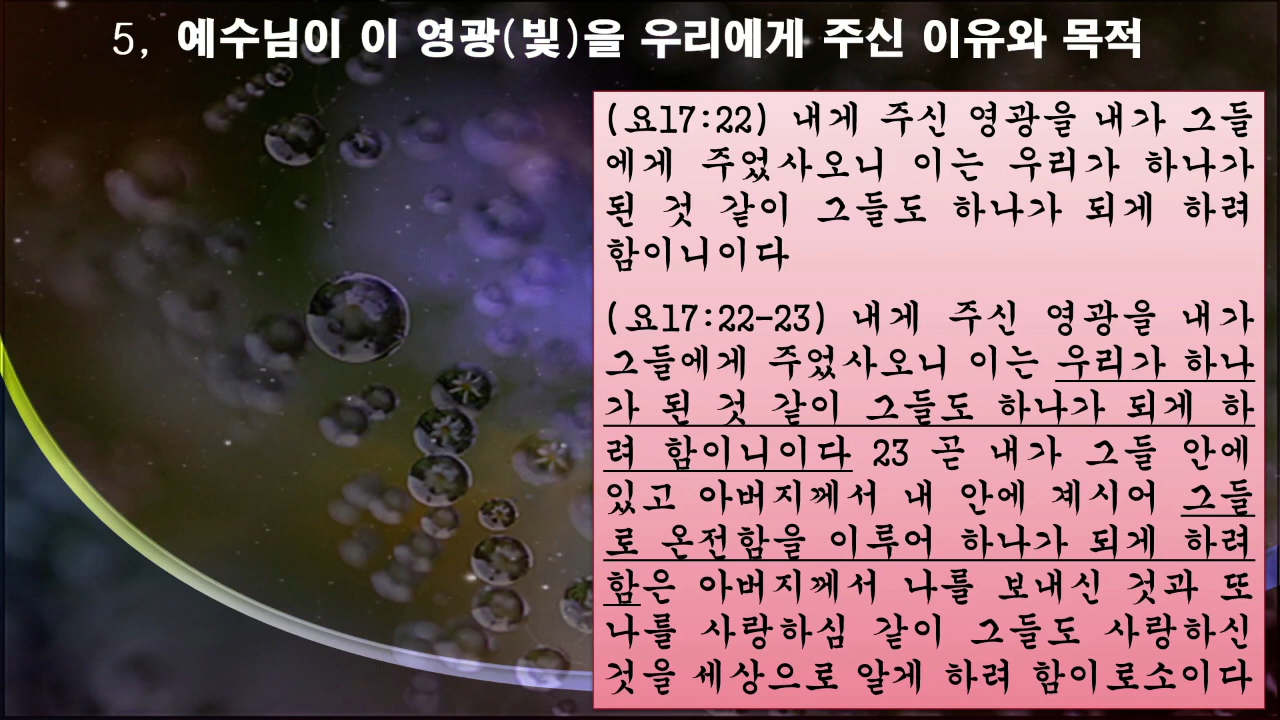 5, 예수님이 이 영광(빛)을 우리에게 주신 이유와 목적
(요17:22) 내게 주신 영광을 내가 그들
에게 주었사오니 이는 우리가 하나가
된 것 같이 그들도 하나가 되게 하려
함이니이다
(요17:22-23) 내게 주신 영광을 내가
그들에게 주었사오니 이는 우리가 하나
가 된 것 같이 그들도 하나가 되게 하
려 함이니이다 23 곧 내가 그들 안에
있고 아버지께서 내 안에 계시어 그들
로 온전함을 이루어 하나가 되게 하려
함은 아버지께서 나를 보내신 것과 또
나를 사랑하심 같이 그들도 사랑하신
것을 세상으로 알게 하려 함이로소이다